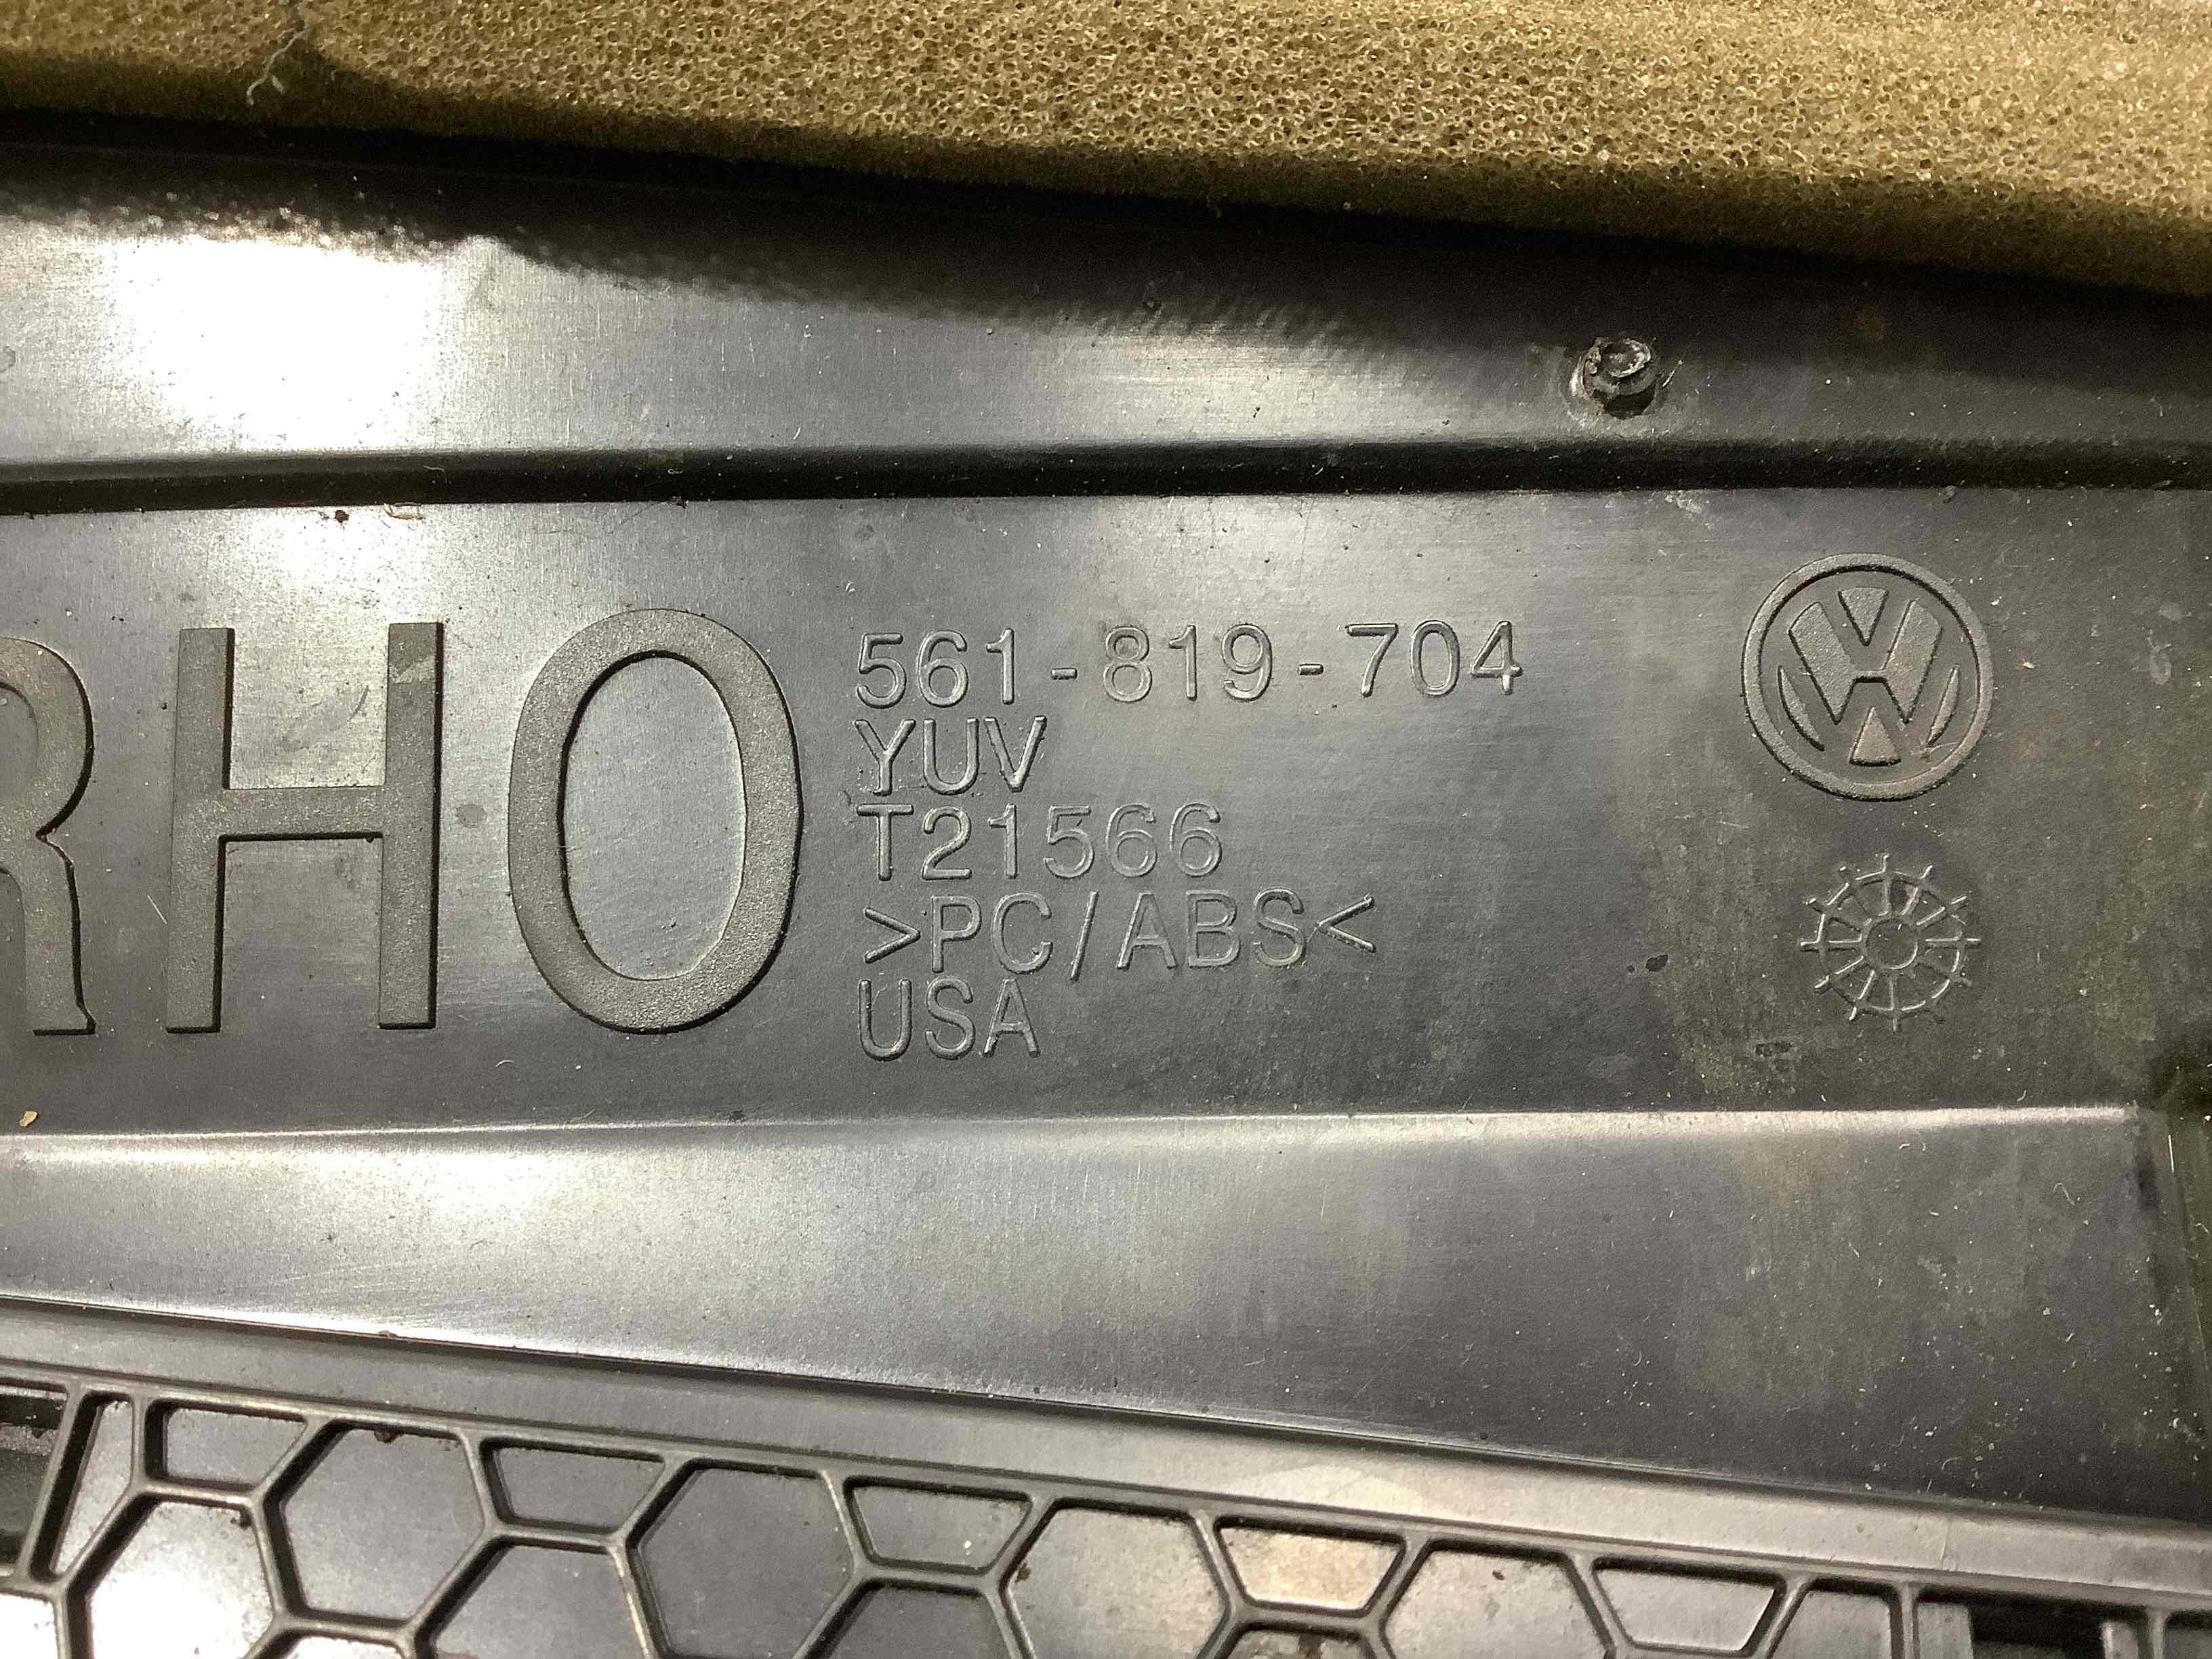 RHO
561-819-704
YUV
T21566
>PC/ABS<
USA